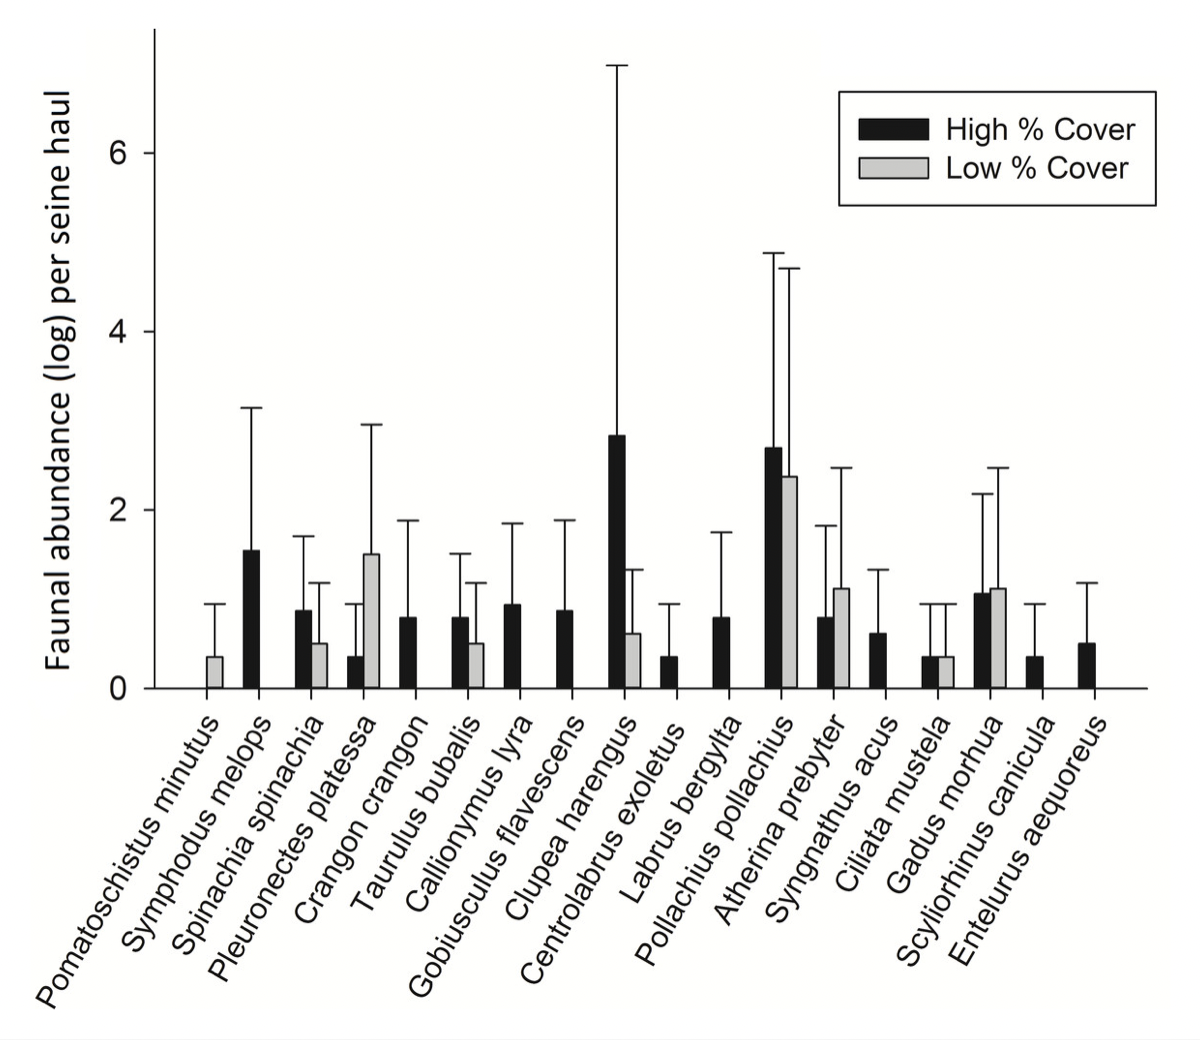 Faunal abundance (log) per seine haul
6
4
2
0
High % Cover
Low % Cover
Pomatoschistus minutus
Symphodus melops
Spinachia spinachia
Pleuronectes platessa
Crangon crangon
Taurulus bubalis
Callionymus lyra
Gobiusculus flavescens
Clupea harengus
Centrolabrus exoletus
Labrus bergylta
Pollachius pollachius
Atherina prebyter
Syngnathus acus
Ciliata mustela
Gadus morhua
Scyliorhinus canicula
Entelurus aequoreus